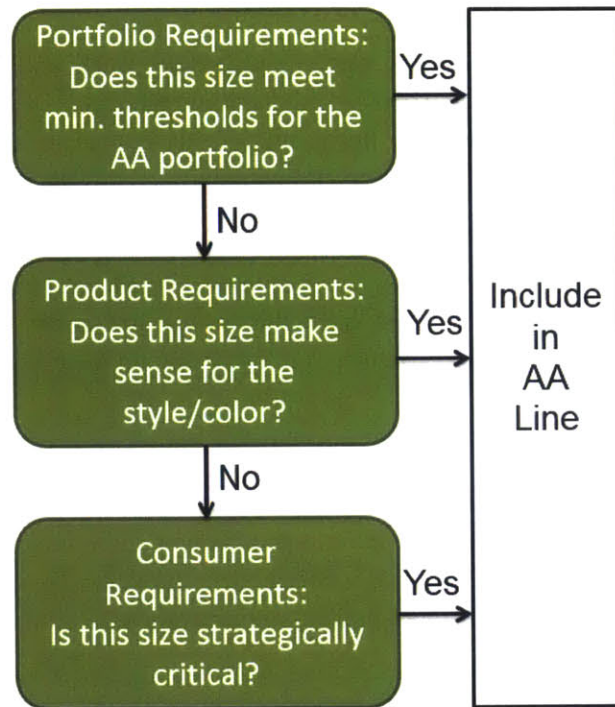 Portfolio Requirements:
Does this size meet
min. thresholds for the
AA portfolio?
Yes
No
Product Requirements:
Does this size make
sense for the
style/color?
Yes
No
Consumer
Requirements:
Is this size strategically
critical?
Yes
Include
in
AA
Line